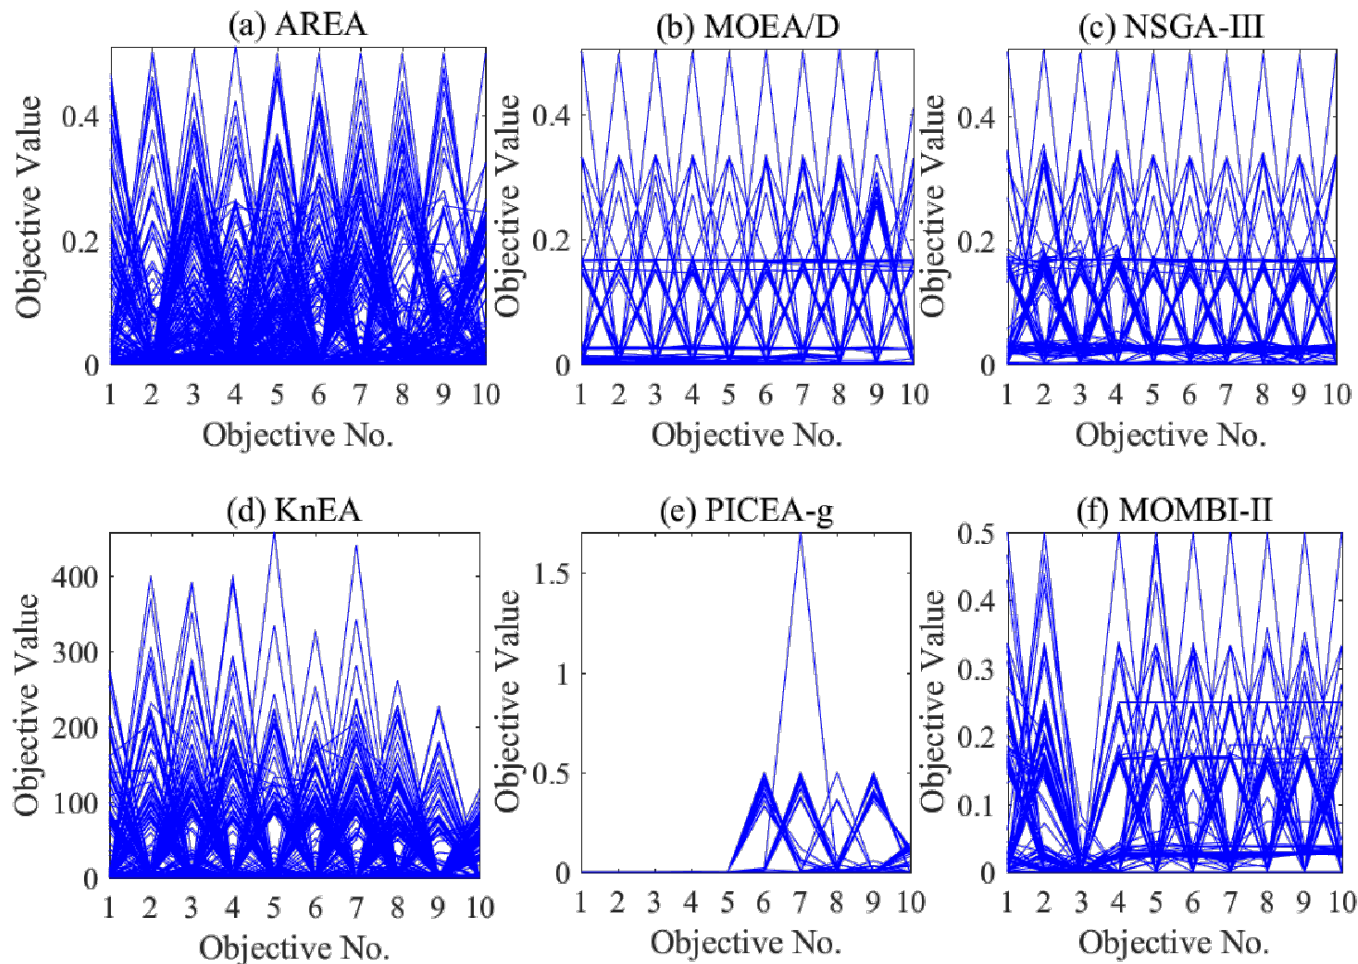 (a) AREA
(b) MOEA/D
(c) NSGA-III
Objective Value
0.4
0.2
0
1 2 3 4 5 6 7 8 9 10
Objective No.
Objective Value
0.4
0.2
0
1 2 3 4 5 6 7 8 9 10
Objective No.
Objective Value
0.4
0.2
0
1 2 3 4 5 6 7 8 9 10
Objective No.
(d) KnEA
(e) PICEA-g
(f) MOMBI-II
Objective Value
400
300
200
100
0
1 2 3 4 5 6 7 8 9 10
Objective No.
Objective Value
1.5
1
0.5
0
1 2 3 4 5 6 7 8 9 10
Objective No.
Objective Value
0.5
0.4
0.3
0.2
0.1
0
1 2 3 4 5 6 7 8 9 10
Objective No.